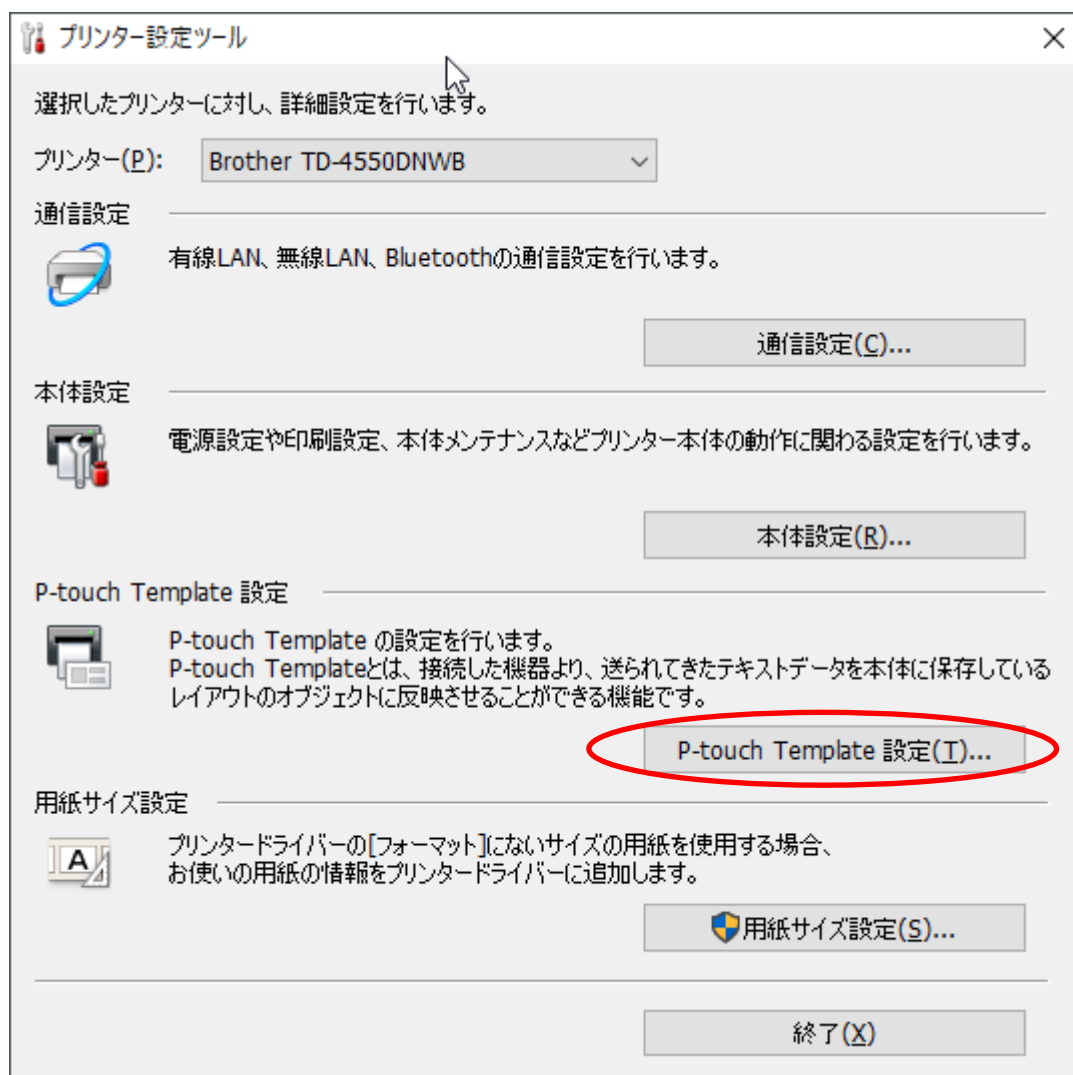 プリンター設定ツール
選択したプリンターに対し、詳細設定を行います。
プリンター(P): Brother TD-4550DNWB
通信設定
有線LAN、無線LAN、Bluetoothの通信設定を行います。
通信設定(C)...
本体設定
電源設定や印刷設定、本体メンテナンスなどプリンター本体の動作に関わる設定を行います。
本体設定(R)...
P-touch Template 設定
P-touch Template の設定を行います。
P-touch Templateとは、接続した機器より、送られてきたテキストデータを本体に保存している
レイアウトのオブジェクトに反映させることができる機能です。
P-touch Template 設定(T)...
用紙サイズ設定
プリンタードライバーの[フォーマット]にないサイズの用紙を使用する場合、
お使いの用紙の情報をプリンタードライバーに追加します。
用紙サイズ設定(S)...
終了(X)